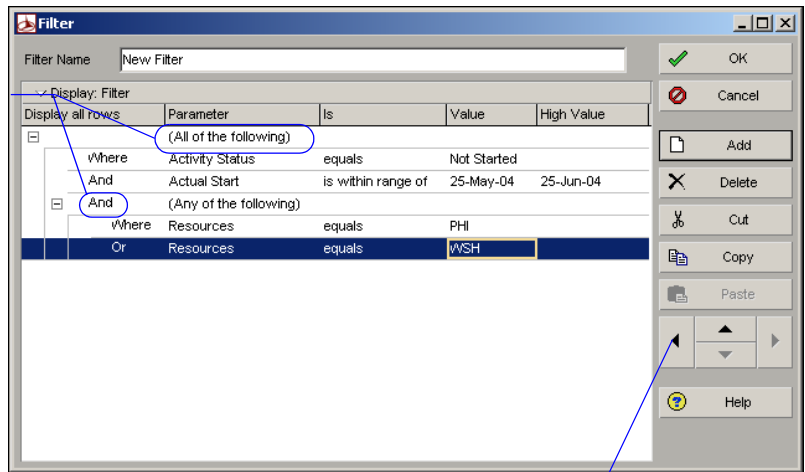 Filter
Filter Name New Filter
OK
Display: Filter
Cancel
Display all rows Parameter Is Value High Value
(All of the following)
Add
Where Activity Status equals Not Started
And Actual Start is within range of 25-May-04 25-Jun-04
Delete
And (Any of the following)
Where Resources equals PHI
Cut
Or Resources equals WSH
Copy
Paste
Help